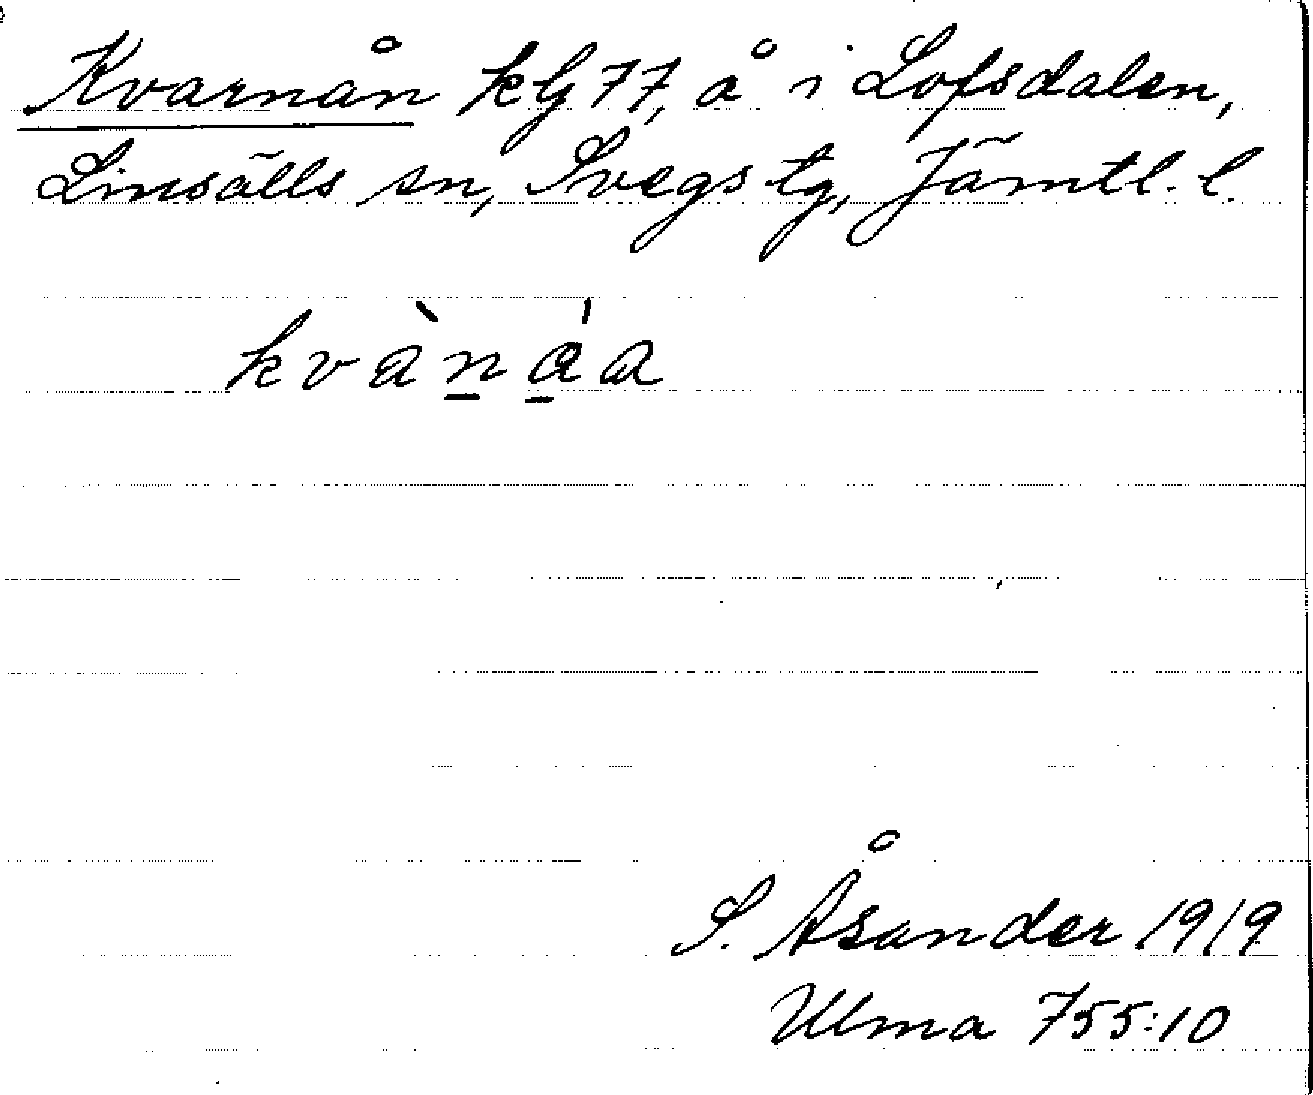 Kvarnån kG 77, å i Lofsdalen,
Linsälls sn, Svegs tg, Jämtl. l.
kvànáa
S. Åsander 1919
Ulma 755:10